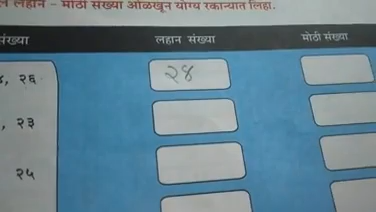 लहान – मोठी संख्या ओळखून योग्य रकान्यात लिहा.
संख्या लहान संख्या मोठी संख्या
, २६ २४
, २३
२५